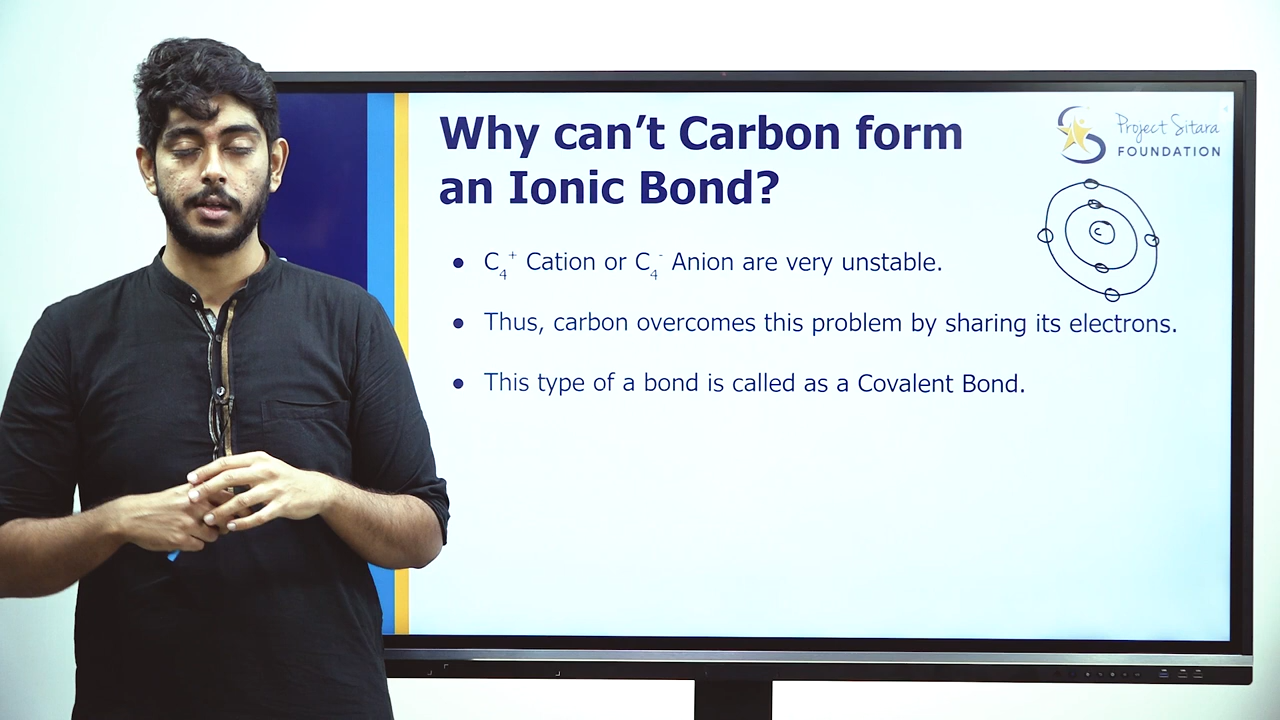 Why can't Carbon form
an Ionic Bond?
Project Sitara
FOUNDATION
C
• C₄⁺ Cation or C₄⁻ Anion are very unstable.
• Thus, carbon overcomes this problem by sharing its electrons.
• This type of a bond is called as a Covalent Bond.